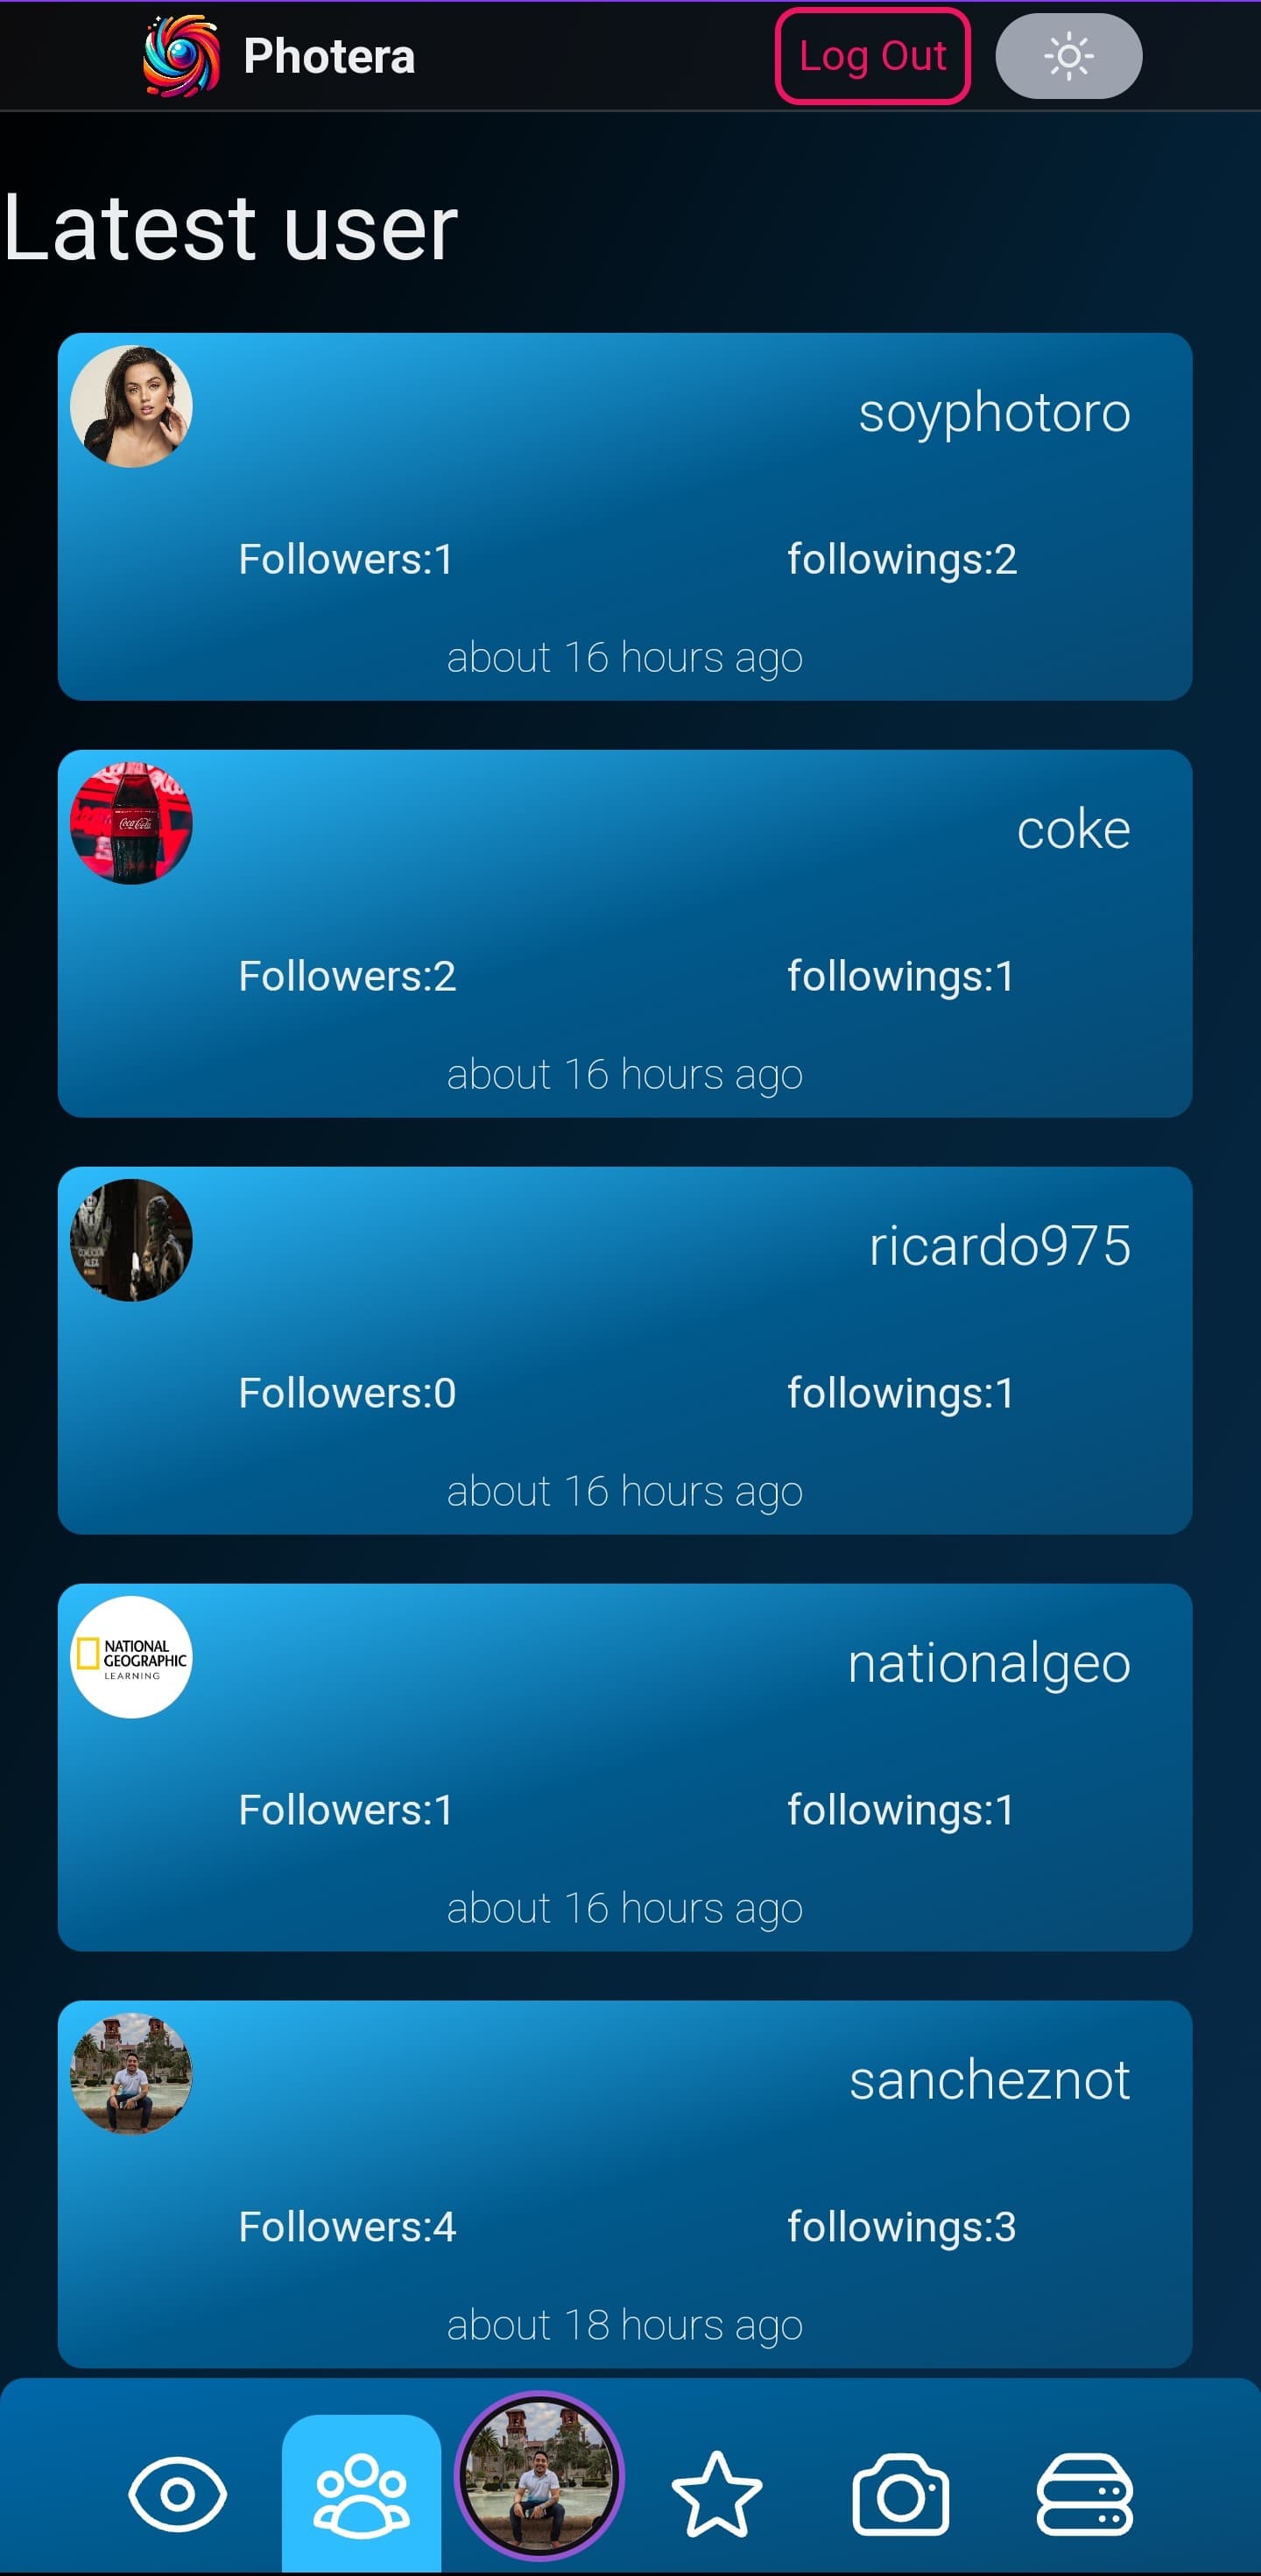 Photera
Log Out
Latest user
soyphotoro
Followers:1
followings:2
about 16 hours ago
Coca-Cola
coke
Followers:2
followings:1
about 16 hours ago
ricardo975
Followers:0
followings:1
about 16 hours ago
NATIONAL
GEOGRAPHIC
LEARNING
nationalgeo
Followers:1
followings:1
about 16 hours ago
sancheznot
Followers:4
followings:3
about 18 hours ago